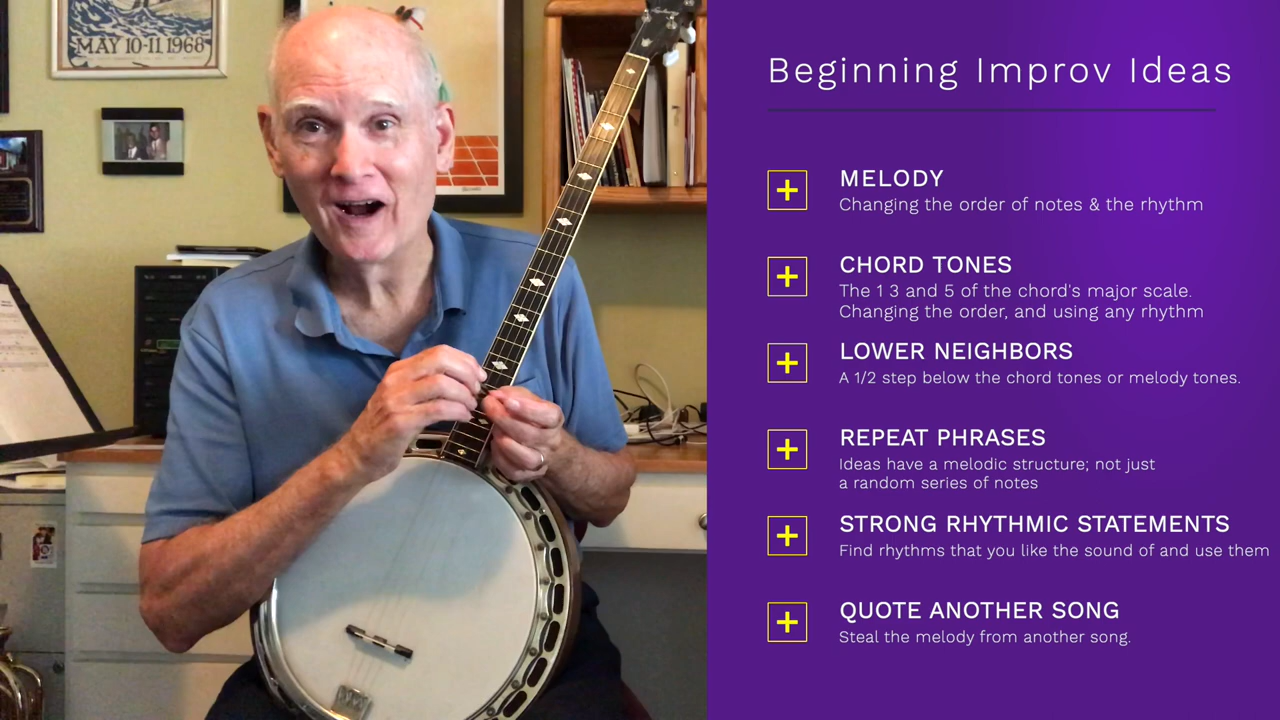 MAY 10-11, 1968
Beginning Improv Ideas
MELODY
Changing the order of notes & the rhythm
CHORD TONES
The 1 3 and 5 of the chord's major scale.
Changing the order, and using any rhythm
LOWER NEIGHBORS
A 1/2 step below the chord tones or melody tones.
REPEAT PHRASES
Ideas have a melodic structure; not just
a random series of notes
STRONG RHYTHMIC STATEMENTS
Find rhythms that you like the sound of and use them
QUOTE ANOTHER SONG
Steal the melody from another song.